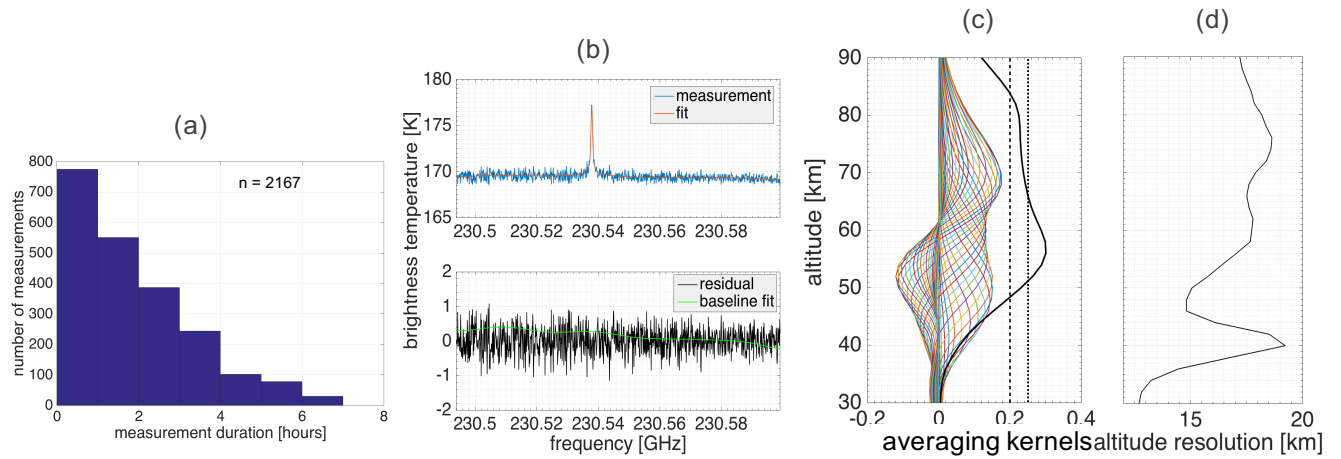 (a)
n = 2167
800
700
600
500
400
300
200
100
0
0 2 4 6 8
number of measurements
measurement duration [hours]
(b)
180
175
170
165
measurement
fit
230.5 230.52 230.54 230.56 230.58
brightness temperature [K]
2
1
0
-1
-2
residual
baseline fit
230.5 230.52 230.54 230.56 230.58
frequency [GHz]
(c)
90
80
70
60
50
40
30
altitude [km]
-0.2 0 0.2 0.4
averaging kernels
(d)
15 20
altitude resolution [km]